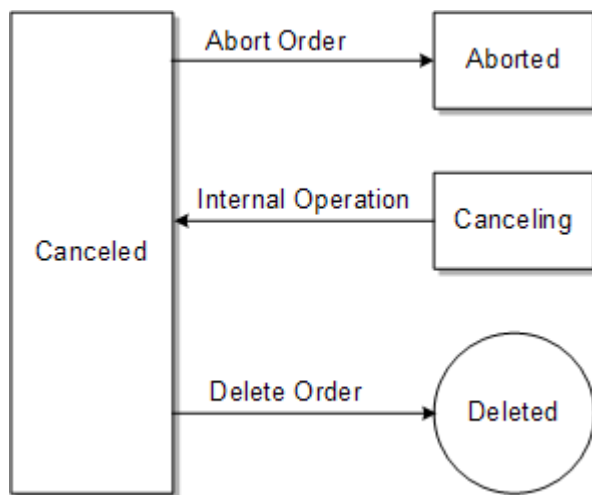 Abort Order
Aborted
Internal Operation
Canceled
Canceling
Delete Order
Deleted